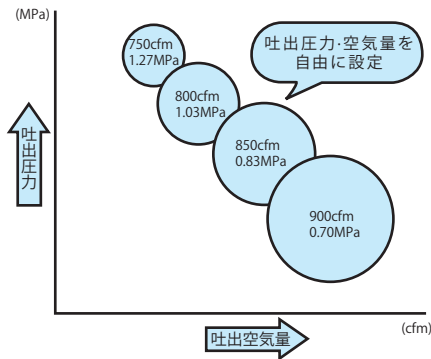 (MPa)
750cfm
1.27MPa
吐出圧力・空気量を
自由に設定
800cfm
1.03MPa
850cfm
0.83MPa
吐出圧力
900cfm
0.70MPa
吐出空気量
(cfm)